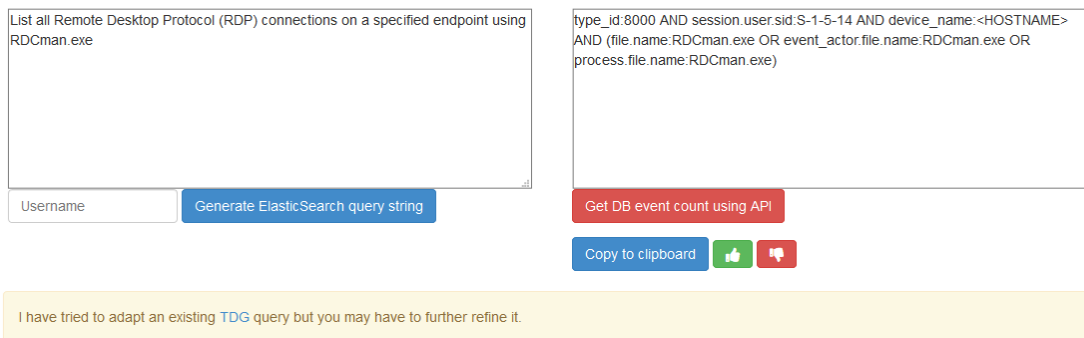 List all Remote Desktop Protocol (RDP) connections on a specified endpoint using
RDCman.exe
type_id:8000 AND session.user.sid:S-1-5-14 AND device_name:<HOSTNAME>
AND (file.name:RDCman.exe OR event_actor.file.name:RDCman.exe OR
process.file.name:RDCman.exe)
Username
Generate ElasticSearch query string
Get DB event count using API
Copy to clipboard
I have tried to adapt an existing TDG query but you may have to further refine it.